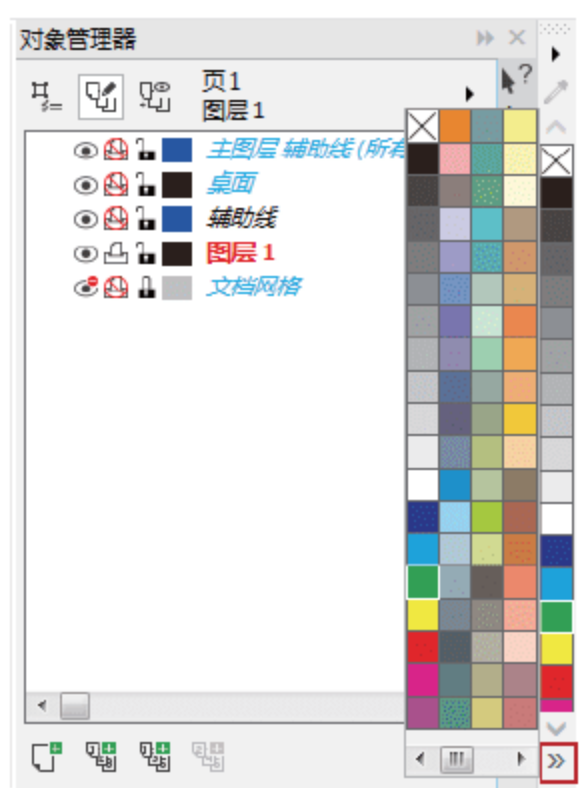 对象管理器
页1
图层1
主图层 辅助线 (所有
桌面
辅助线
图层 1
文档网格